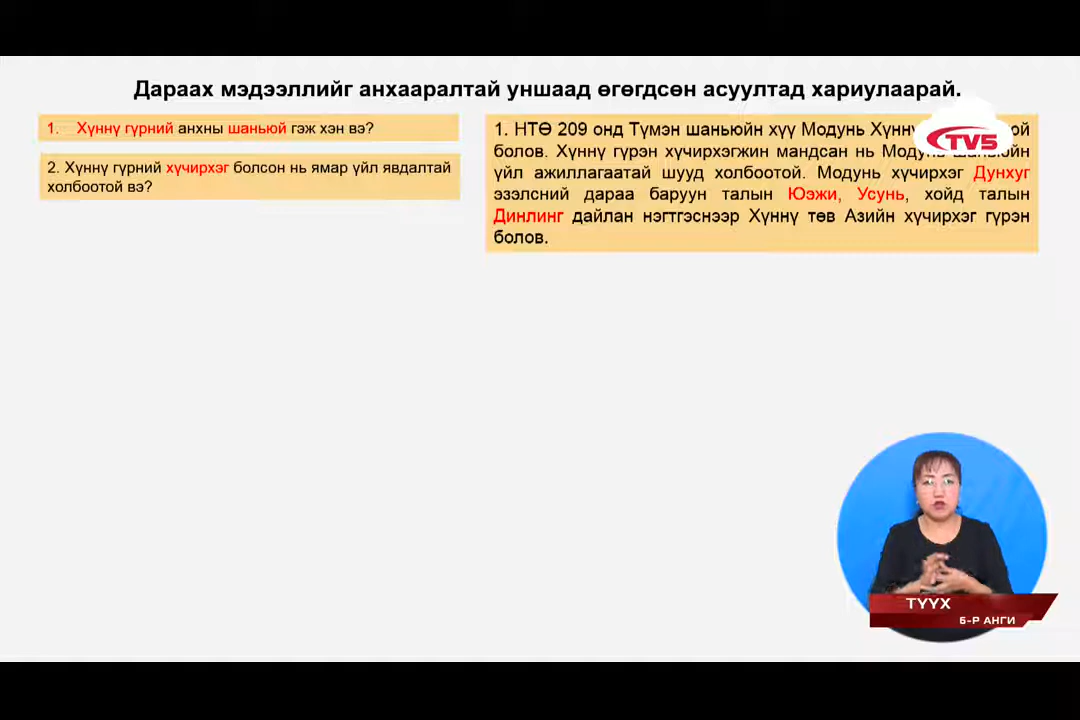 Дараах мэдээллийг анхааралтай уншаад өгөгдсөн асуултад хариулаарай.
1. Хүннү гүрний анхны шаньюй гэж хэн вэ?
2. Хүннү гүрний хүчирхэг болсон нь ямар үйл явдалтай
холбоотой вэ?
1. НТӨ 209 онд Түмэн шаньюйн хүү Модунь
болов. Хүннү гүрэн хүчирхэгжин мандсан нь Модунь шаньюйн
үйл ажиллагаатай шууд холбоотой. Модунь хүчирхэг Дунхуг
эзэлсний дараа баруун талын Юэжи, Усунь, хойд талын
Динлинг дайлан нэгтгэснээр Хүннү төв Азийн хүчирхэг гүрэн
болов.
TV5
ТҮҮХ
6-Р АНГИ